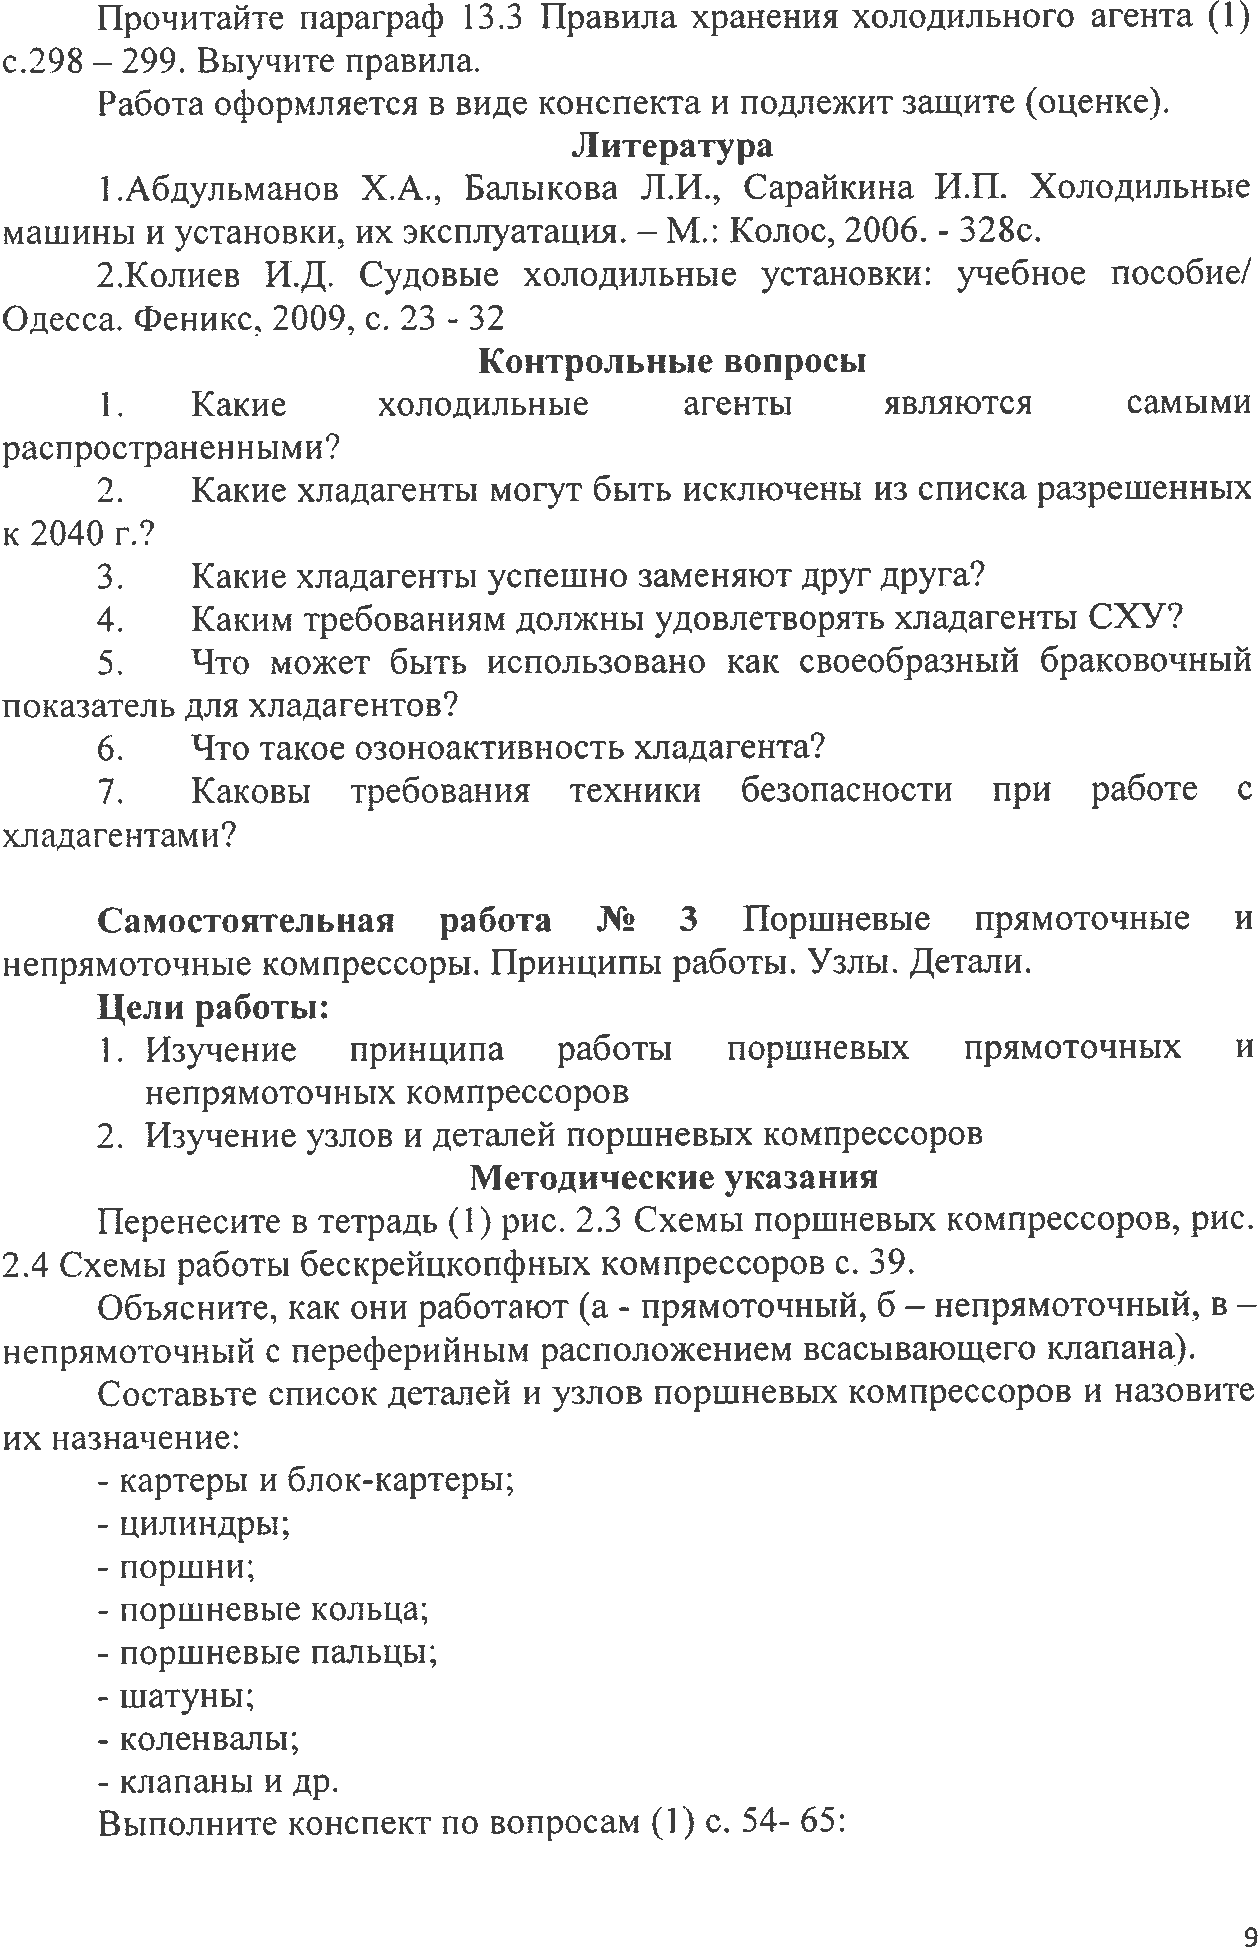 Прочитайте параграф 13.3 Правила хранения холодильного агента (1)
с.298 – 299. Выучите правила.
Работа оформляется в виде конспекта и подлежит защите (оценке).
Литература
1.Абдульманов Х.А., Балыкова Л.И., Сарайкина И.П. Холодильные
машины и установки, их эксплуатация. – М.: Колос, 2006. - 328с.
2.Колиев И.Д. Судовые холодильные установки: учебное пособие/
Одесса. Феникс, 2009, с. 23 - 32
Контрольные вопросы
1. Какие холодильные агенты являются самыми
распространенными?
2. Какие хладагенты могут быть исключены из списка разрешенных
к 2040 г.?
3. Какие хладагенты успешно заменяют друг друга?
4. Каким требованиям должны удовлетворять хладагенты СХУ?
5. Что может быть использовано как своеобразный браковочный
показатель для хладагентов?
6. Что такое озоноактивность хладагента?
7. Каковы требования техники безопасности при работе с
хладагентами?
Самостоятельная работа № 3 Поршневые прямоточные и
непрямоточные компрессоры. Принципы работы. Узлы. Детали.
Цели работы:
1. Изучение принципа работы поршневых прямоточных и
непрямоточных компрессоров
2. Изучение узлов и деталей поршневых компрессоров
Методические указания
Перенесите в тетрадь (1) рис. 2.3 Схемы поршневых компрессоров, рис.
2.4 Схемы работы бескрейцкопфных компрессоров с. 39.
Объясните, как они работают (а - прямоточный, б – непрямоточный, в –
непрямоточный с переферийным расположением всасывающего клапана).
Составьте список деталей и узлов поршневых компрессоров и назовите
их назначение:
- картеры и блок-картеры;
- цилиндры;
- поршни;
- поршневые кольца;
- поршневые пальцы;
- шатуны;
- коленвалы;
- клапаны и др.
Выполните конспект по вопросам (1) с. 54- 65:
9